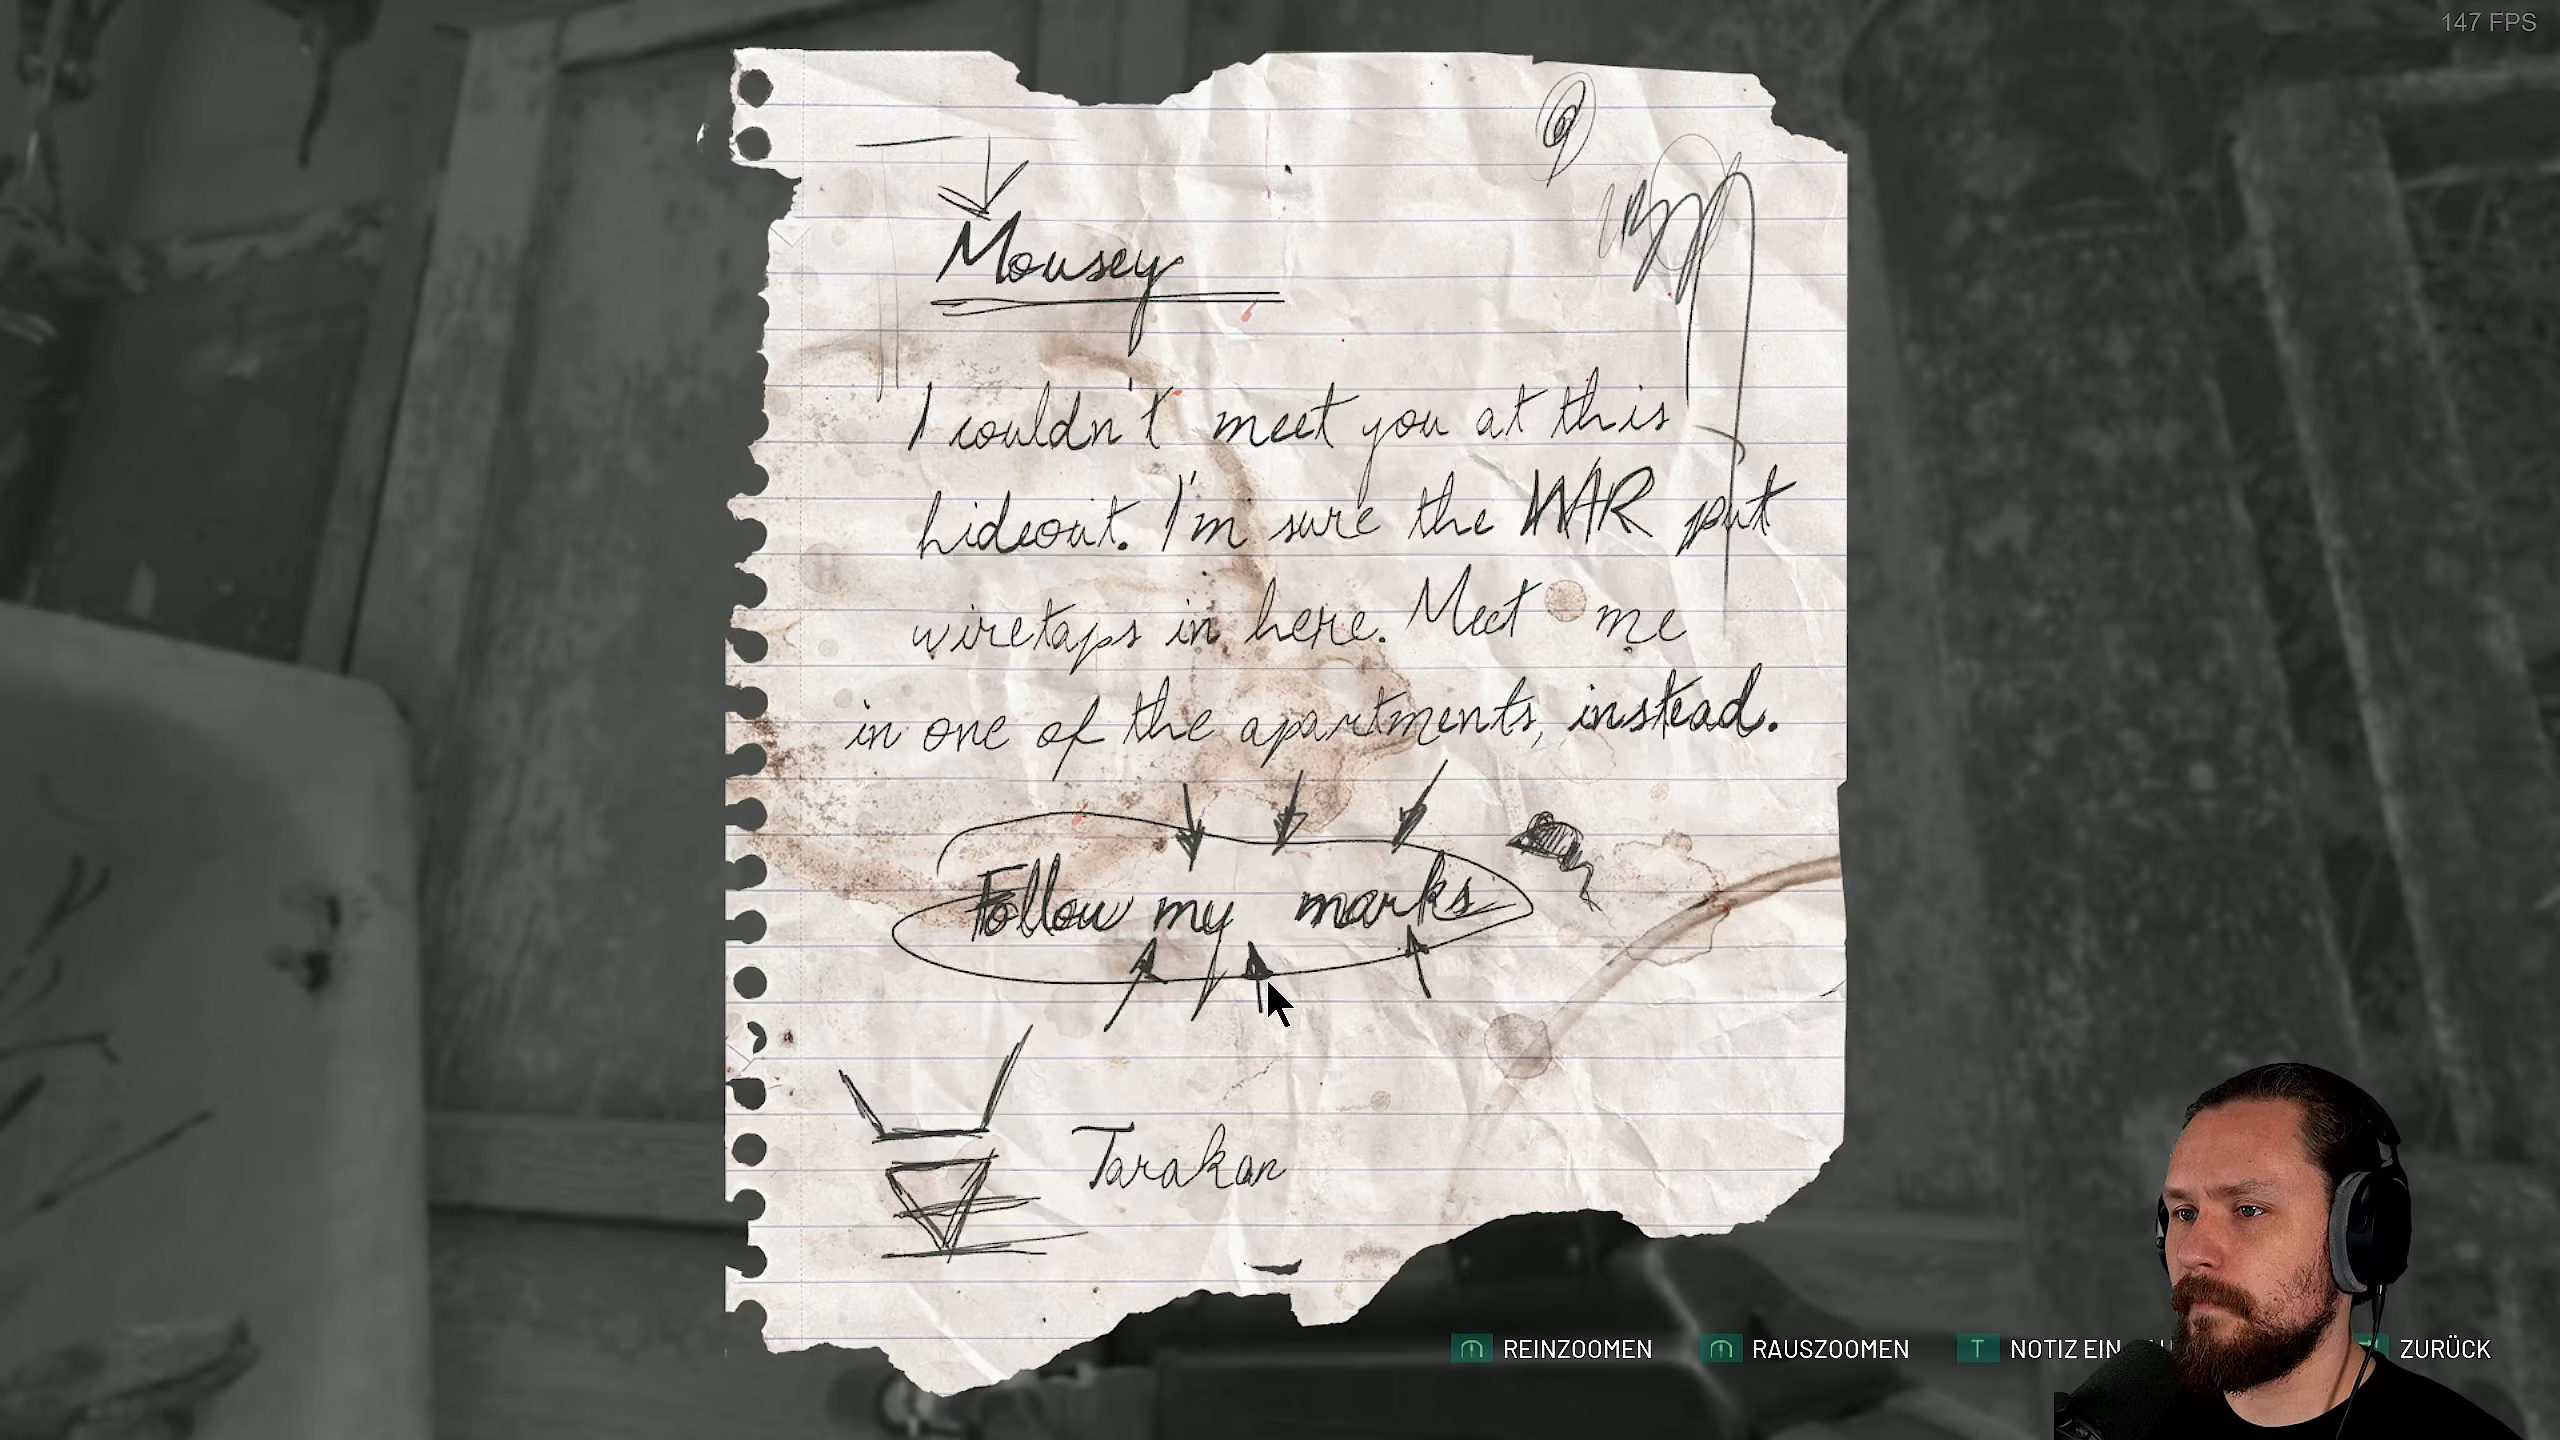 147 FPS
Mousey
I couldn't meet you at this
hideout. I'm sure the WAR put
wiretaps in here. Meet me
in one of the apartments, instead.
Follow my marks
Tarakan
REINZOOMEN RAUSZOOMEN T NOTIZ EIN ZURÜCK